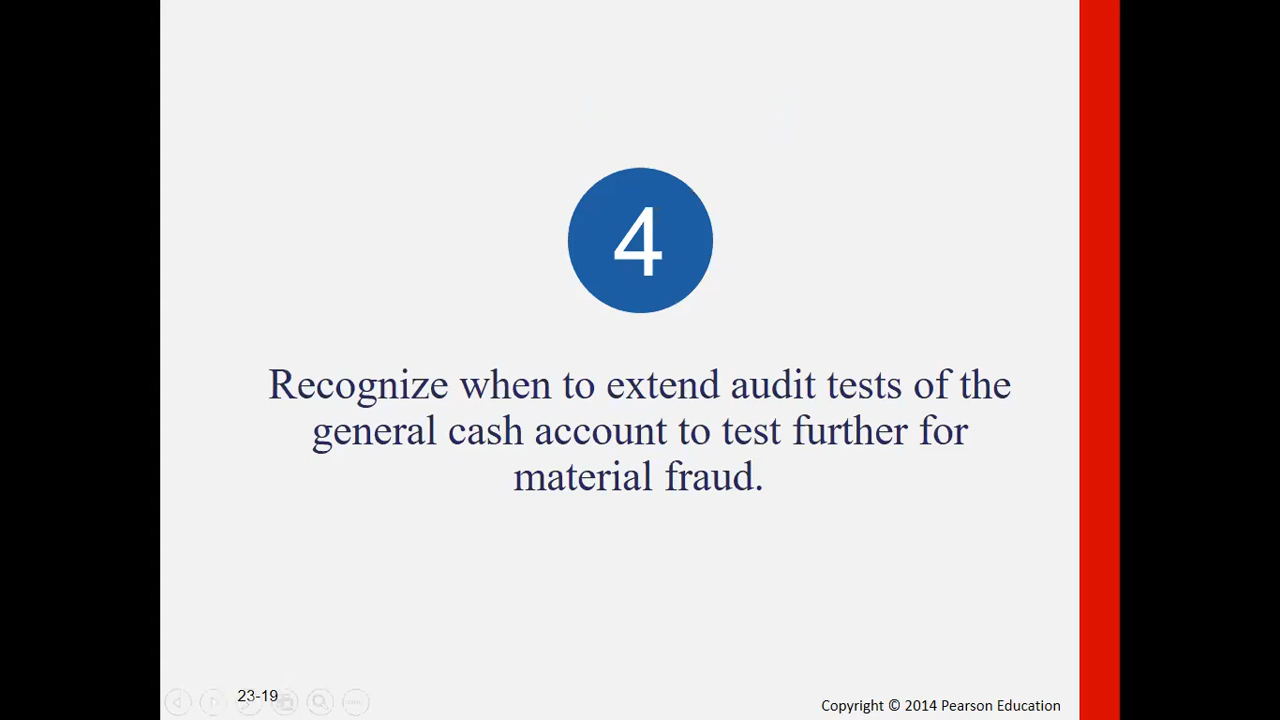 4
Recognize when to extend audit tests of the
general cash account to test further for
material fraud.
23-19
Copyright © 2014 Pearson Education